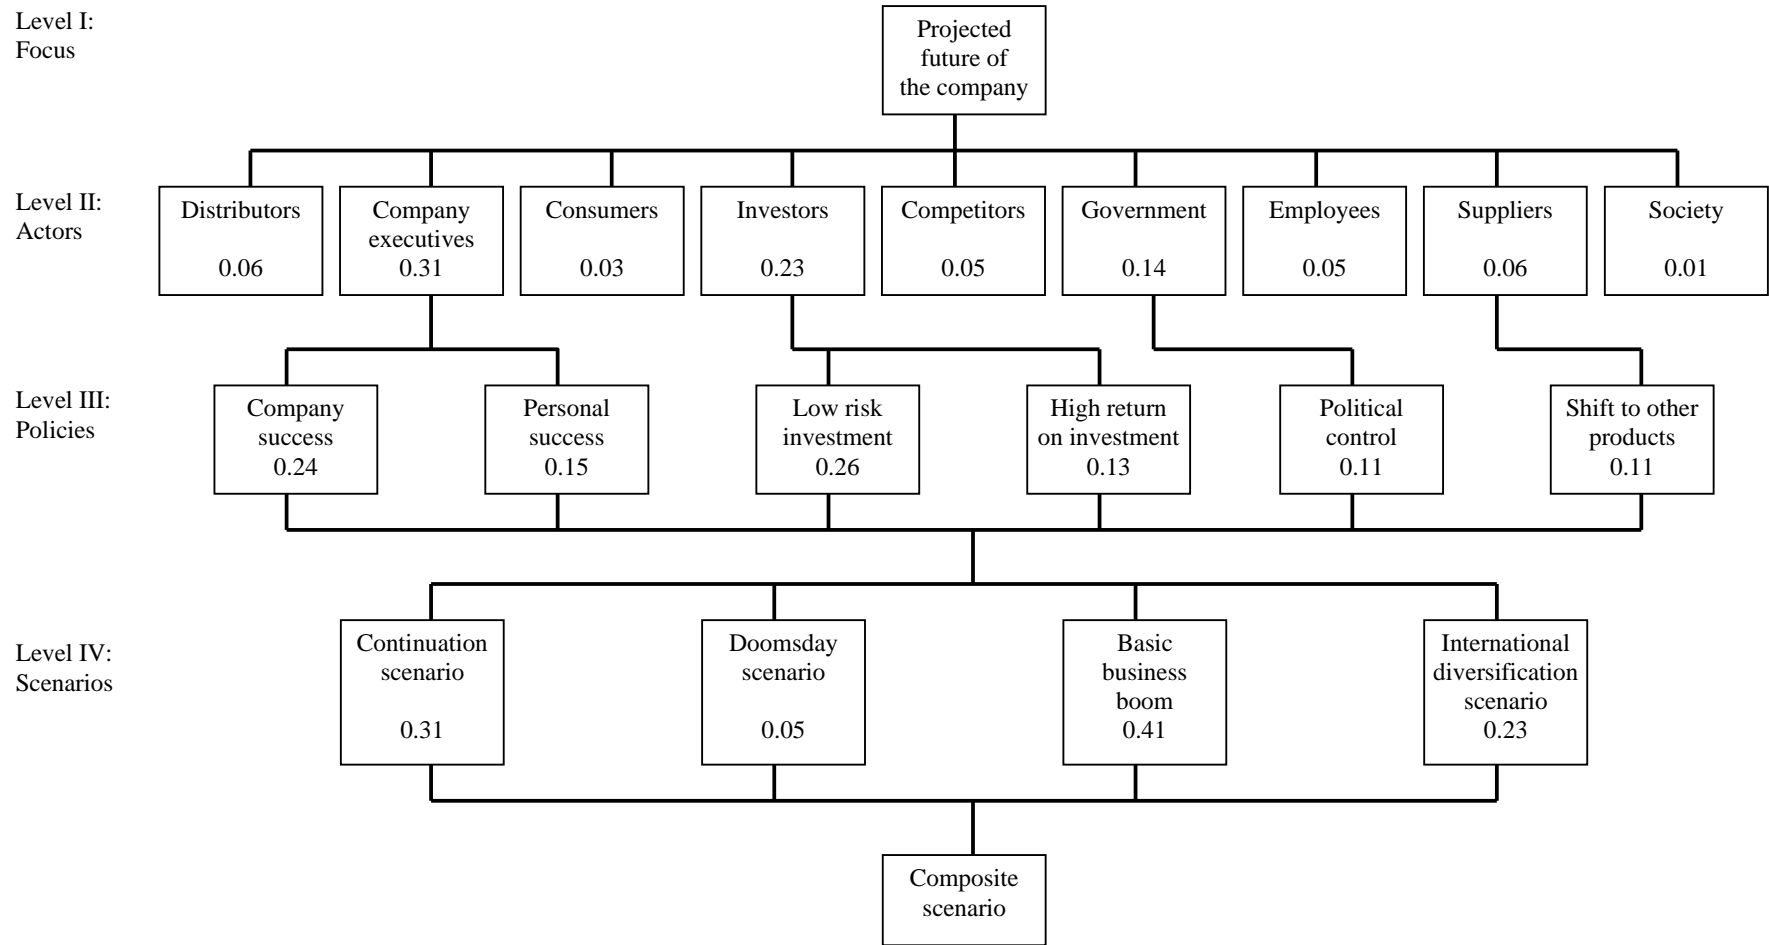 Level I:
Focus
Projected
future of
the company
Level II:
Actors
Distributors
0.06
Company
executives
0.31
Consumers
0.03
Investors
0.23
Competitors
0.05
Government
0.14
Employees
0.05
Suppliers
0.06
Society
0.01
Level III:
Policies
Company
success
0.24
Personal
success
0.15
Low risk
investment
0.26
High return
on investment
0.13
Political
control
0.11
Shift to other
products
0.11
Level IV:
Scenarios
Continuation
scenario
0.31
Doomsday
scenario
0.05
Basic
business
boom
0.41
International
diversification
scenario
0.23
Composite
scenario